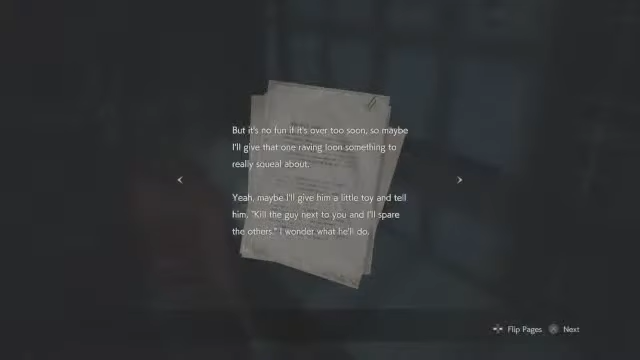 But it's no fun if it's over too soon, so maybe
I'll give that one raving loon something to
really squeal about.
Yeah, maybe I'll give him a little toy and tell
him, "Kill the guy next to you and I'll spare
the others." I wonder what he'll do.
Flip Pages Next